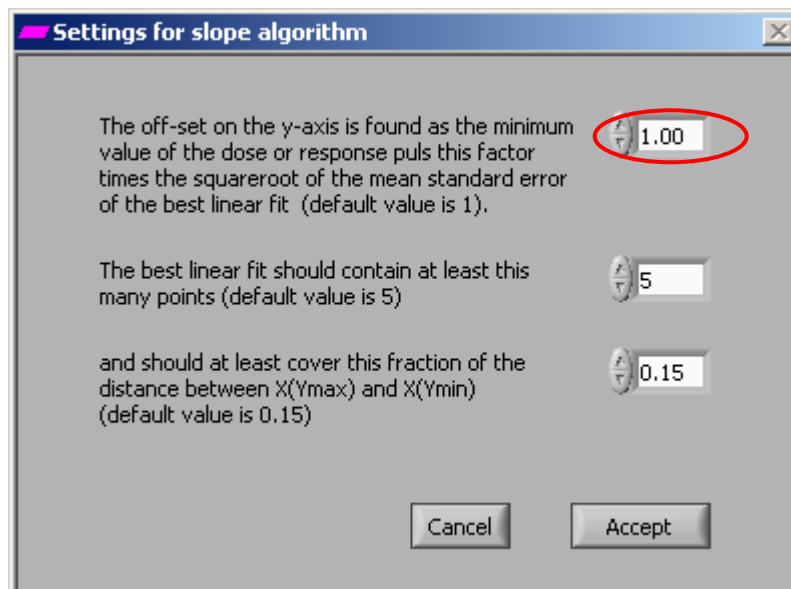 Settings for slope algorithm
The off-set on the y-axis is found as the minimum
value of the dose or response puls this factor
times the squareroot of the mean standard error
of the best linear fit (default value is 1).
1.00
The best linear fit should contain at least this
many points (default value is 5)
5
and should at least cover this fraction of the
distance between X(Ymax) and X(Ymin)
(default value is 0.15)
0.15
Cancel
Accept